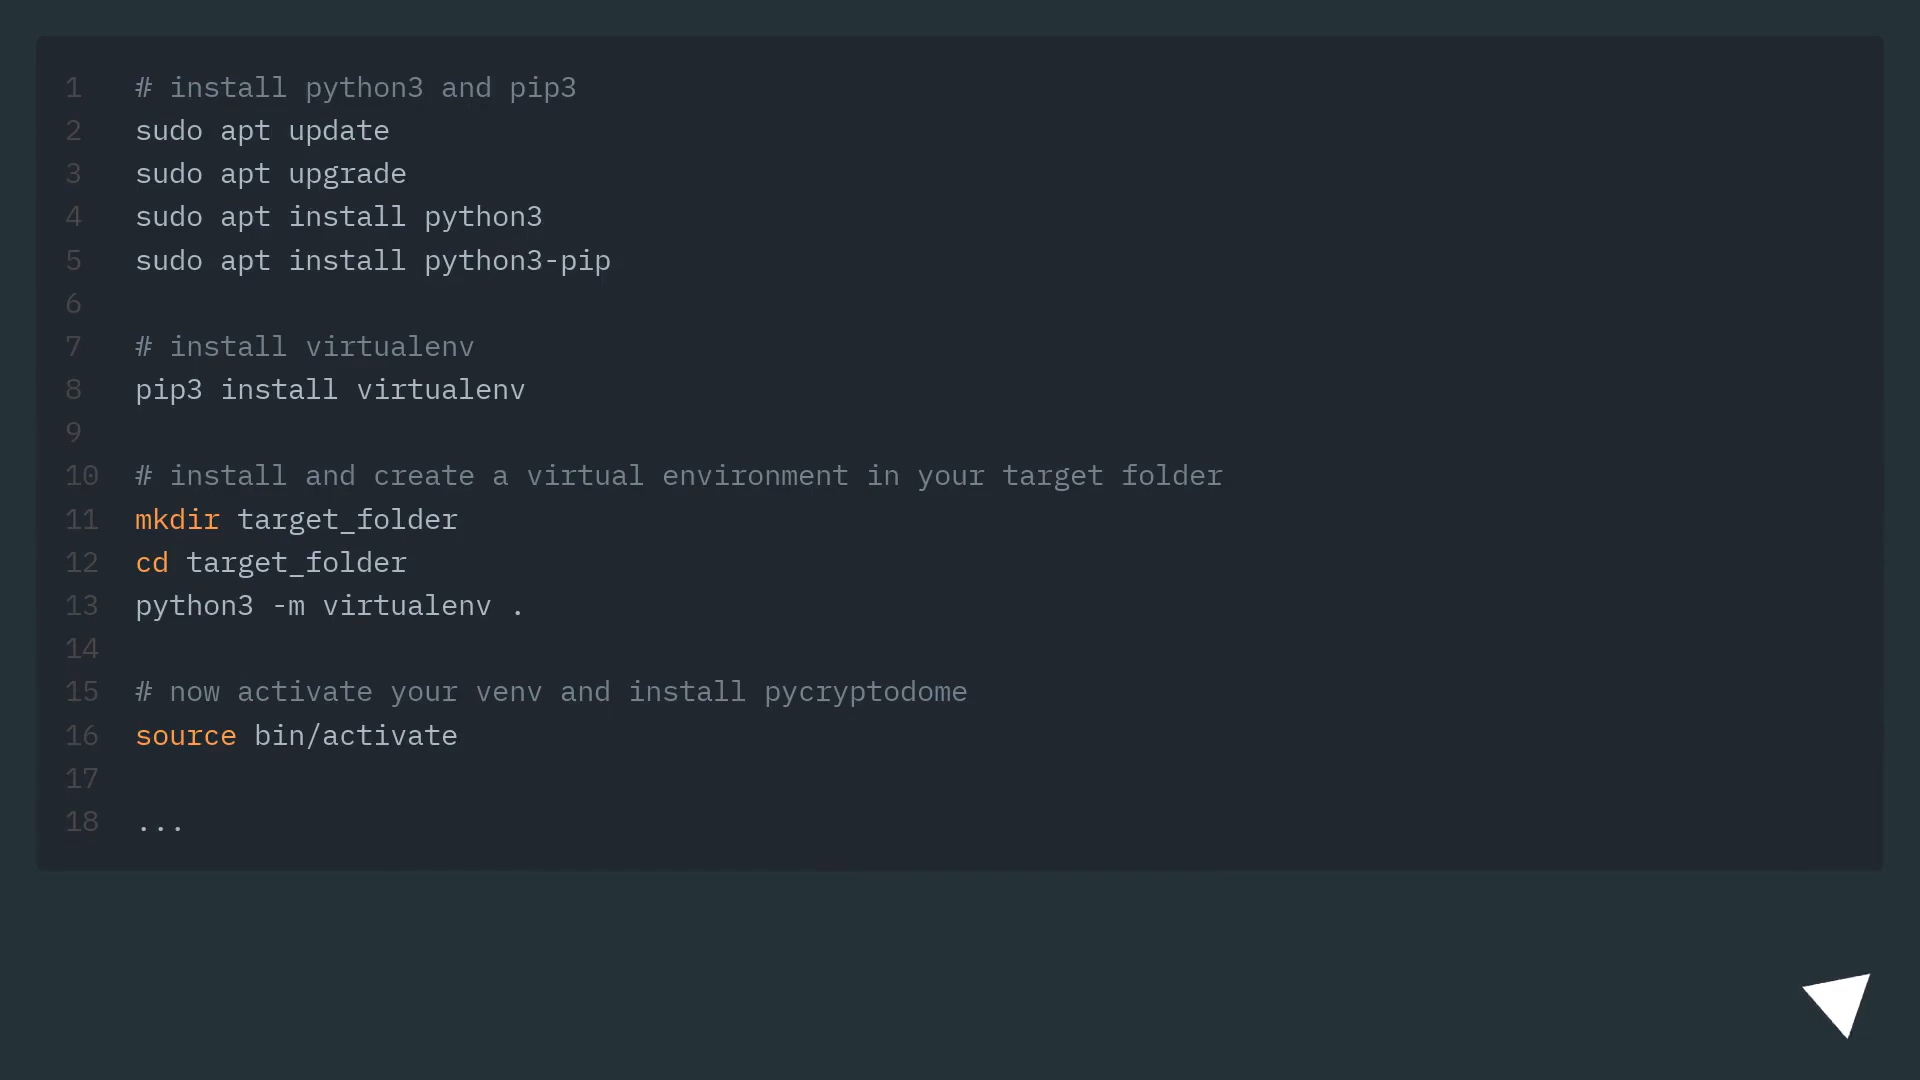 1 # install python3 and pip3
2 sudo apt update
3 sudo apt upgrade
4 sudo apt install python3
5 sudo apt install python3-pip
6
7 # install virtualenv
8 pip3 install virtualenv
9
10 # install and create a virtual environment in your target folder
11 mkdir target_folder
12 cd target_folder
13 python3 -m virtualenv .
14
15 # now activate your venv and install pycryptodome
16 source bin/activate
17
18 ...